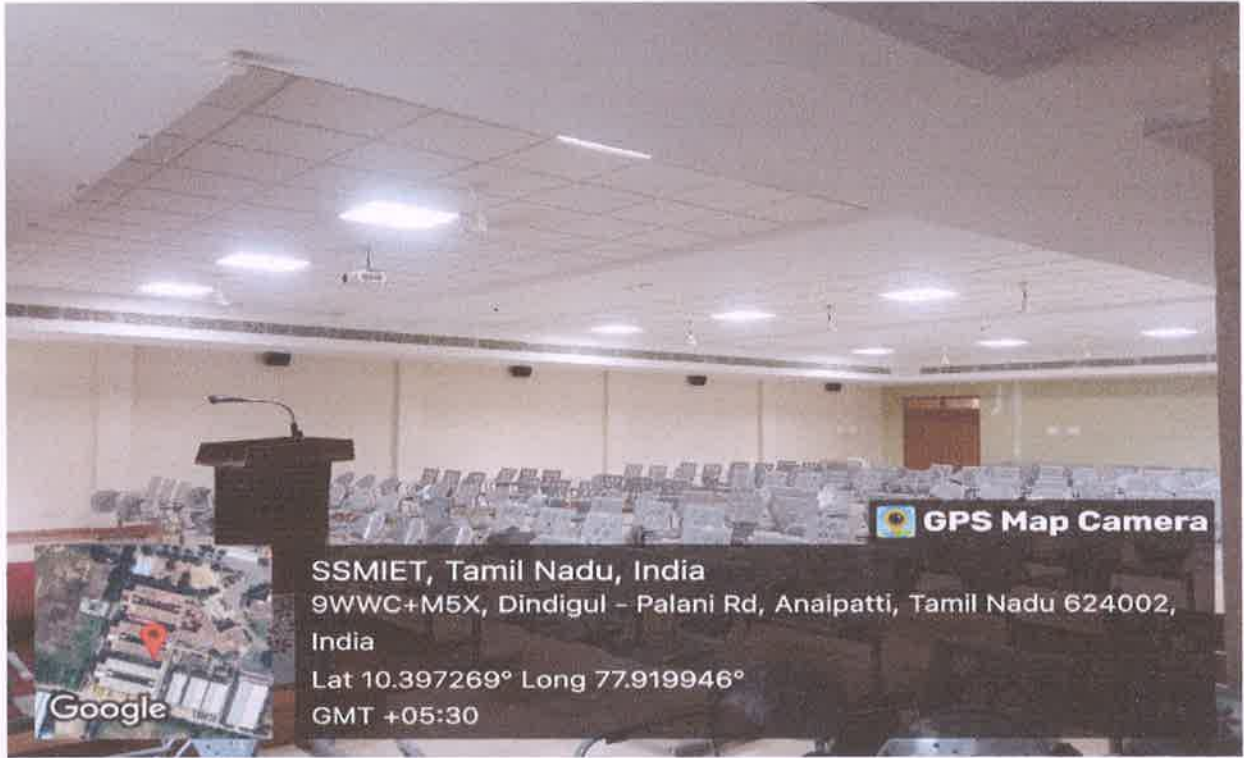 GPS Map Camera
SSMIET, Tamil Nadu, India
9WWC+M5X, Dindigul - Palani Rd, Anaipatti, Tamil Nadu 624002,
India
Lat 10.397269° Long 77.919946°
GMT +05:30
Google